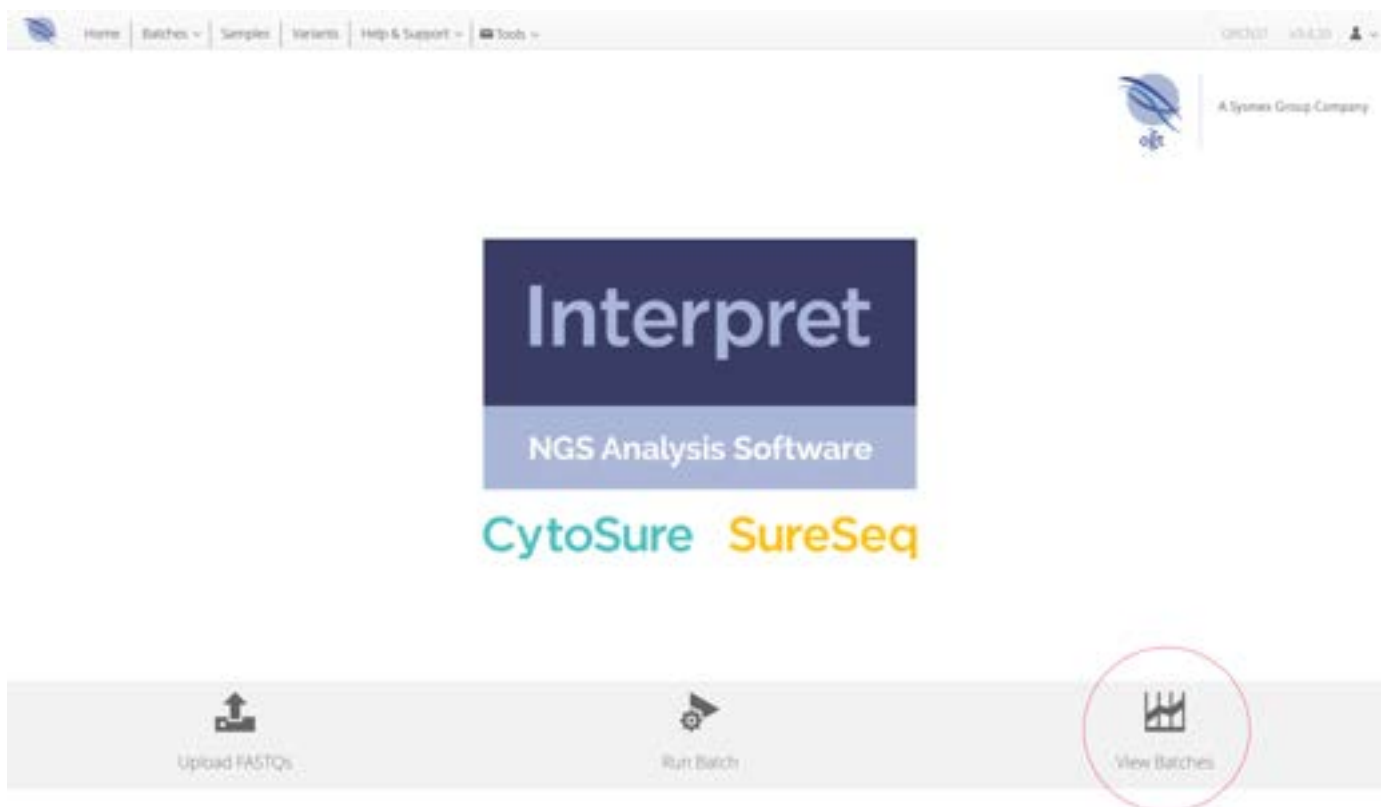 Home Batches Samples Variants Help & Support Tools
A Sysmex Group Company
ogt
Interpret
NGS Analysis Software
CytoSure SureSeq
Upload FASTQs Run Batch View Batches